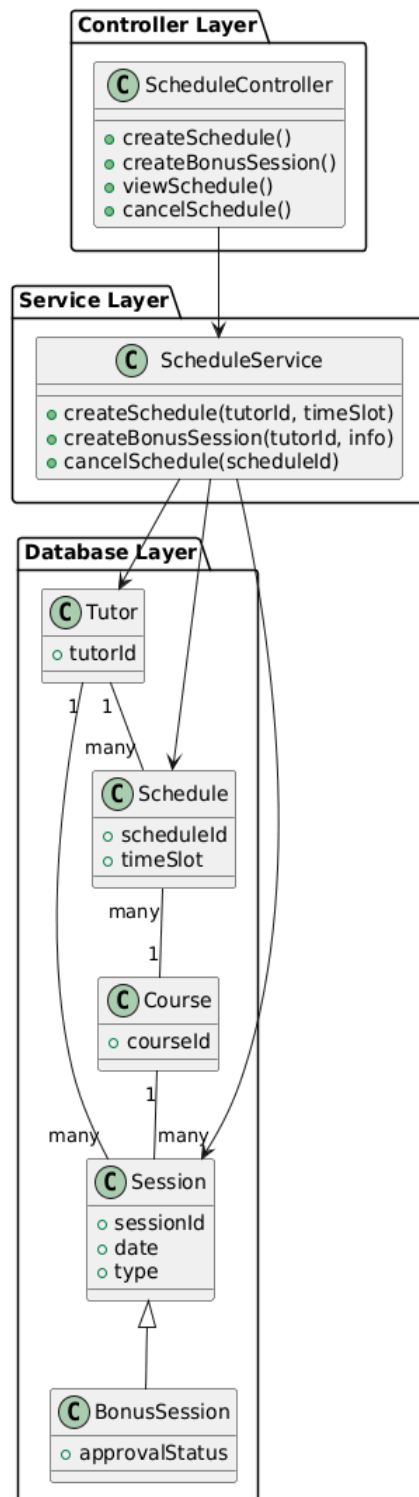 Controller Layer
C ScheduleController
createSchedule()
createBonusSession()
viewSchedule()
cancelSchedule()
Service Layer
C ScheduleService
createSchedule(tutorId, timeSlot)
createBonusSession(tutorId, info)
cancelSchedule(scheduleId)
Database Layer
C Tutor
tutorId
1 1
many
C Schedule
scheduleId
timeSlot
many
1
C Course
courseId
1
many many
C Session
sessionId
date
type
C BonusSession
approvalStatus